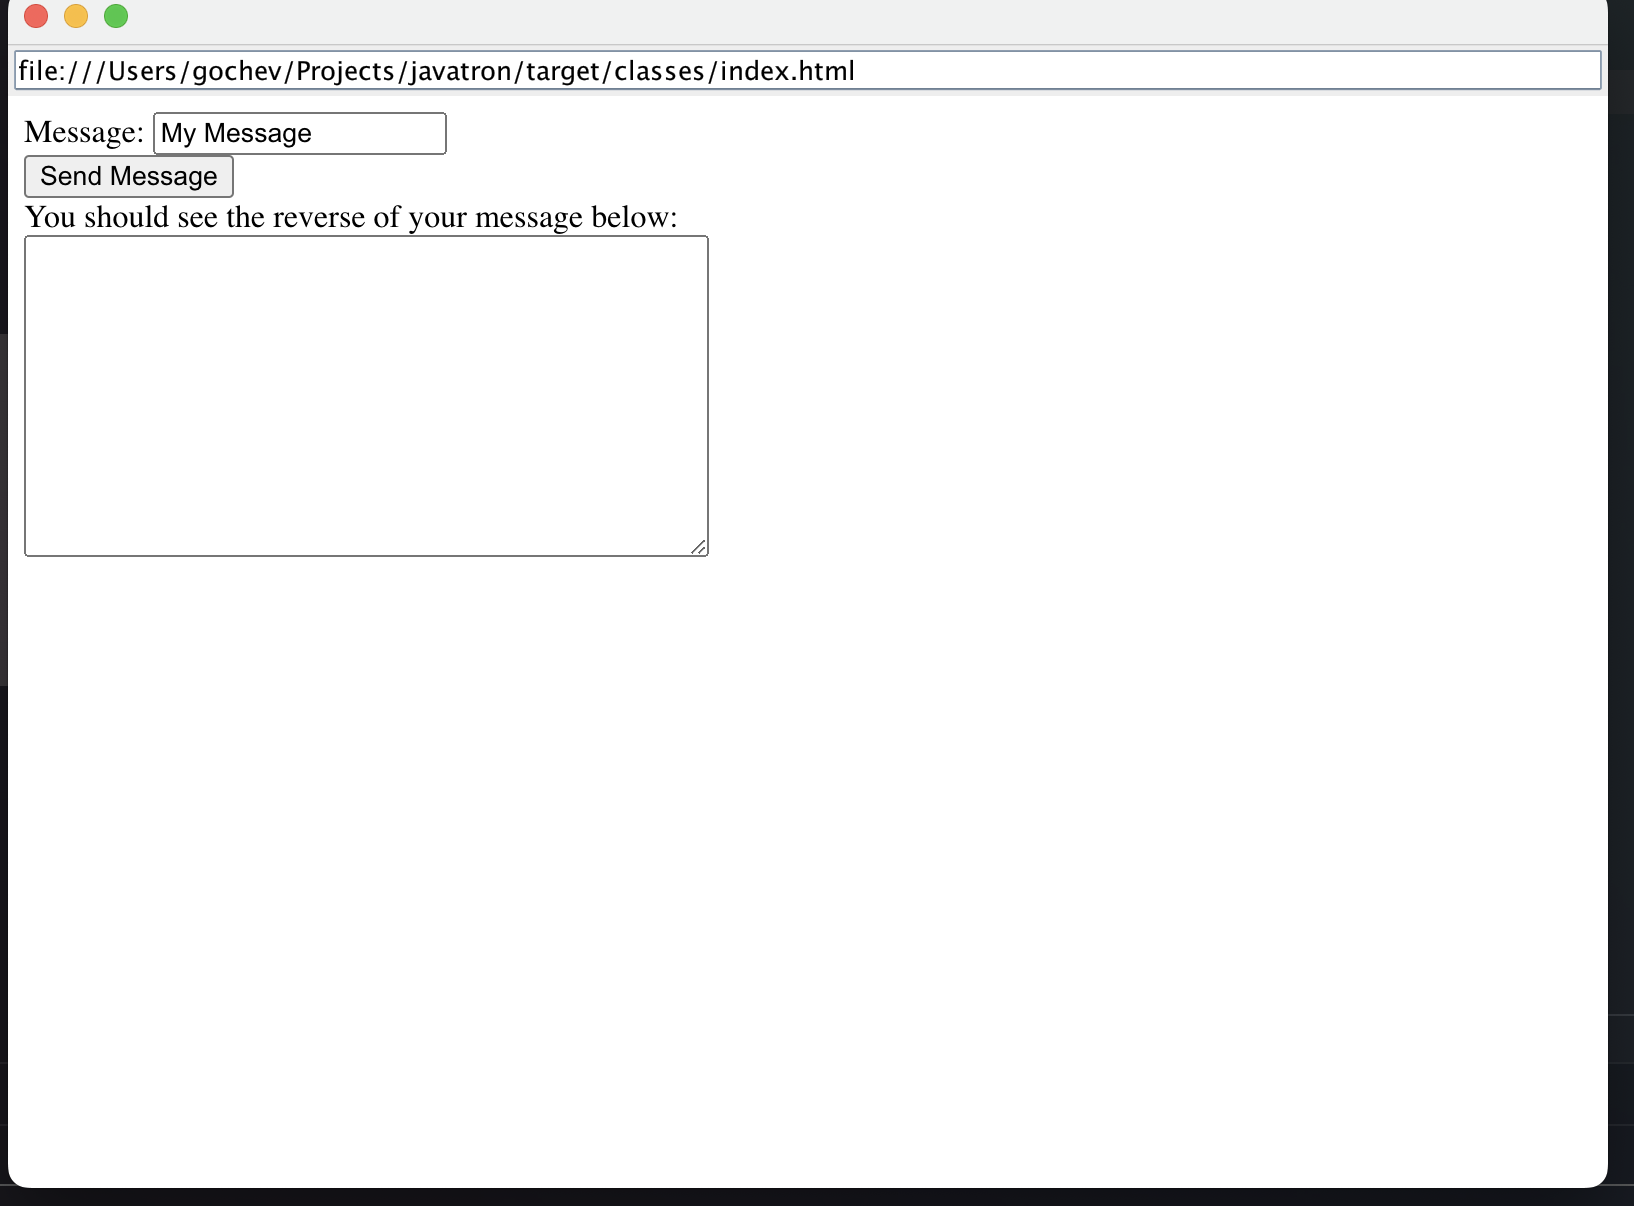 file:///Users/gochev/Projects/javatron/target/classes/index.html
Message: My Message
Send Message
You should see the reverse of your message below: